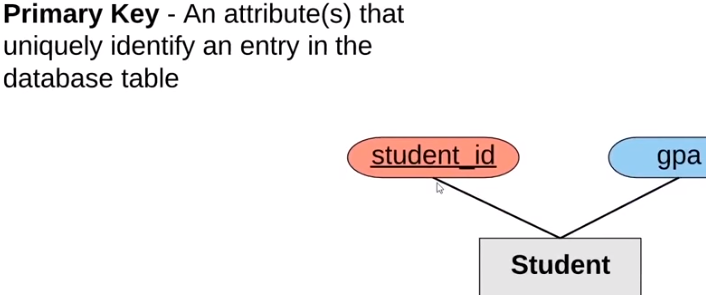 Primary Key - An attribute(s) that
uniquely identify an entry in the
database table
student_id
gpa
Student